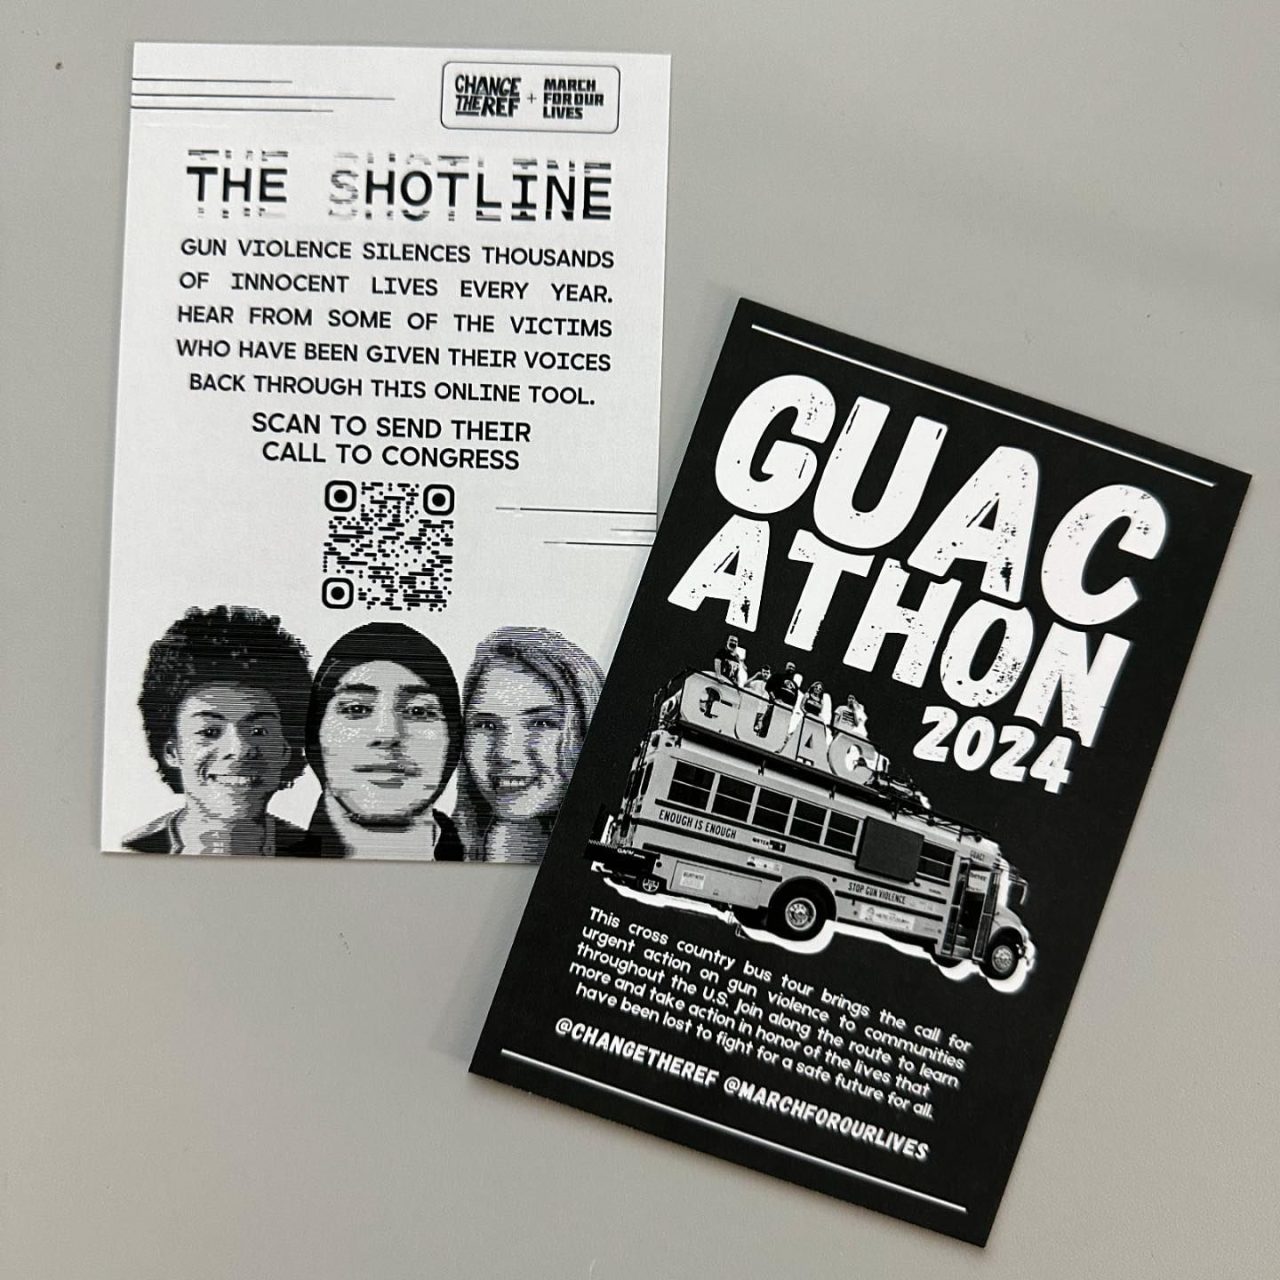 CHANGE
THE REF
+
MARCH
FOR OUR
LIVES
THE SHOTLINE
GUN VIOLENCE SILENCES THOUSANDS
OF INNOCENT LIVES EVERY YEAR.
HEAR FROM SOME OF THE VICTIMS
WHO HAVE BEEN GIVEN THEIR VOICES
BACK THROUGH THIS ONLINE TOOL.
SCAN TO SEND THEIR
CALL TO CONGRESS
GUAC
ATHON
2024
GUAC
ENOUGH IS ENOUGH
STOP GUN VIOLENCE
This cross country bus tour brings the call for
urgent action on gun violence to communities
throughout the U.S. Join along the route to learn
more and take action in honor of the lives that
have been lost to fight for a safe future for all.
@CHANGETHEREF @MARCHFOROURLIVES